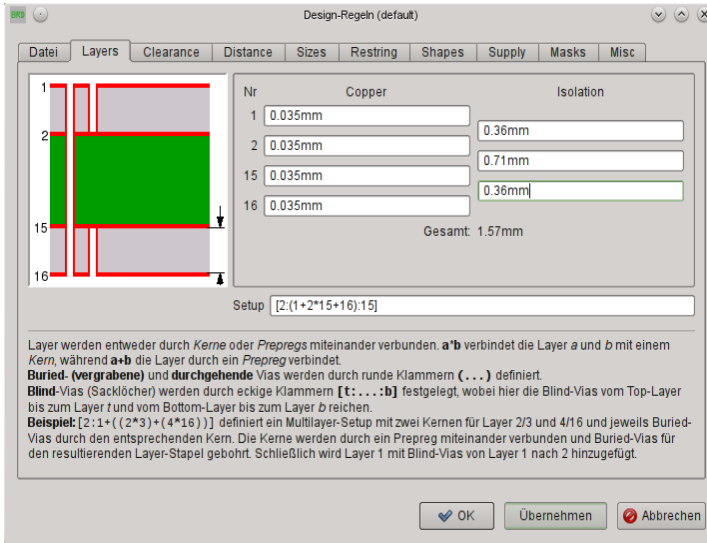 BRD
Design-Regeln (default)
Datei Layers Clearance Distance Sizes Restring Shapes Supply Masks Misc
1
2
15
16
Nr Copper Isolation
1 0.035mm
0.36mm
2 0.035mm
0.71mm
15 0.035mm
0.36mm
16 0.035mm
Gesamt: 1.57mm
Setup [2:(1+2*15+16):15]
Layer werden entweder durch Kerne oder Prepregs miteinander verbunden. a*b verbindet die Layer a und b mit einem
Kern, während a+b die Layer durch ein Prepreg verbindet.
Buried- (vergrabene) und durchgehende Vias werden durch runde Klammern (...) definiert.
Blind-Vias (Sacklöcher) werden durch eckige Klammern [t:...:b] festgelegt, wobei hier die Blind-Vias vom Top-Layer
bis zum Layer t und vom Bottom-Layer bis zum Layer b reichen.
Beispiel: [2:1+((2*3)+(4*16))] definiert ein Multilayer-Setup mit zwei Kernen für Layer 2/3 und 4/16 und jeweils Buried-
Vias durch den entsprechenden Kern. Die Kerne werden durch ein Prepreg miteinander verbunden und Buried-Vias für
den resultierenden Layer-Stapel gebohrt. Schließlich wird Layer 1 mit Blind-Vias von Layer 1 nach 2 hinzugefügt.
OK Übernehmen Abbrechen